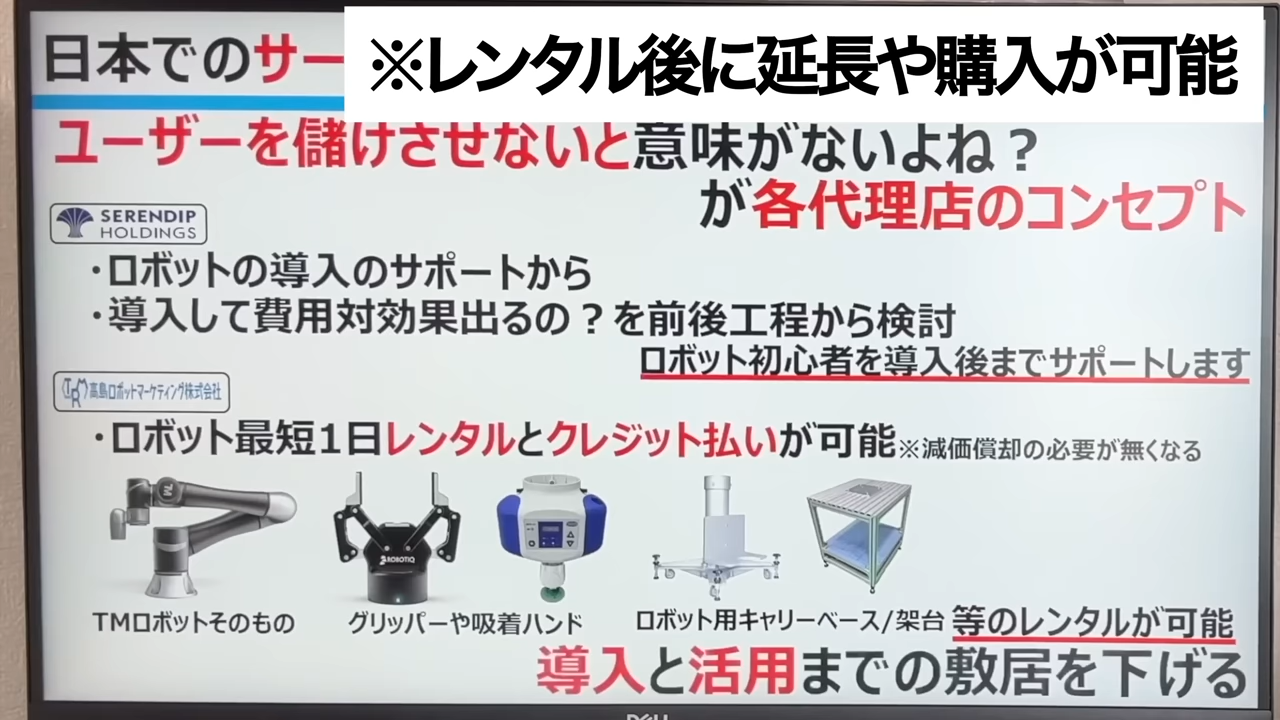 日本でのサー
※レンタル後に延長や購入が可能
ユーザーを儲けさせないと意味がないよね？
が各代理店のコンセプト
SERENDIP
HOLDINGS
・ロボットの導入のサポートから
・導入して費用対効果出るの？を前後工程から検討
ロボット初心者を導入後までサポートします
TRM 高島ロボットマーケティング株式会社
・ロボット最短1日レンタルとクレジット払いが可能※減価償却の必要が無くなる
ROBOTIQ
TMロボットそのもの
グリッパーや吸着ハンド
ロボット用キャリーベース/架台 等のレンタルが可能
導入と活用までの敷居を下げる